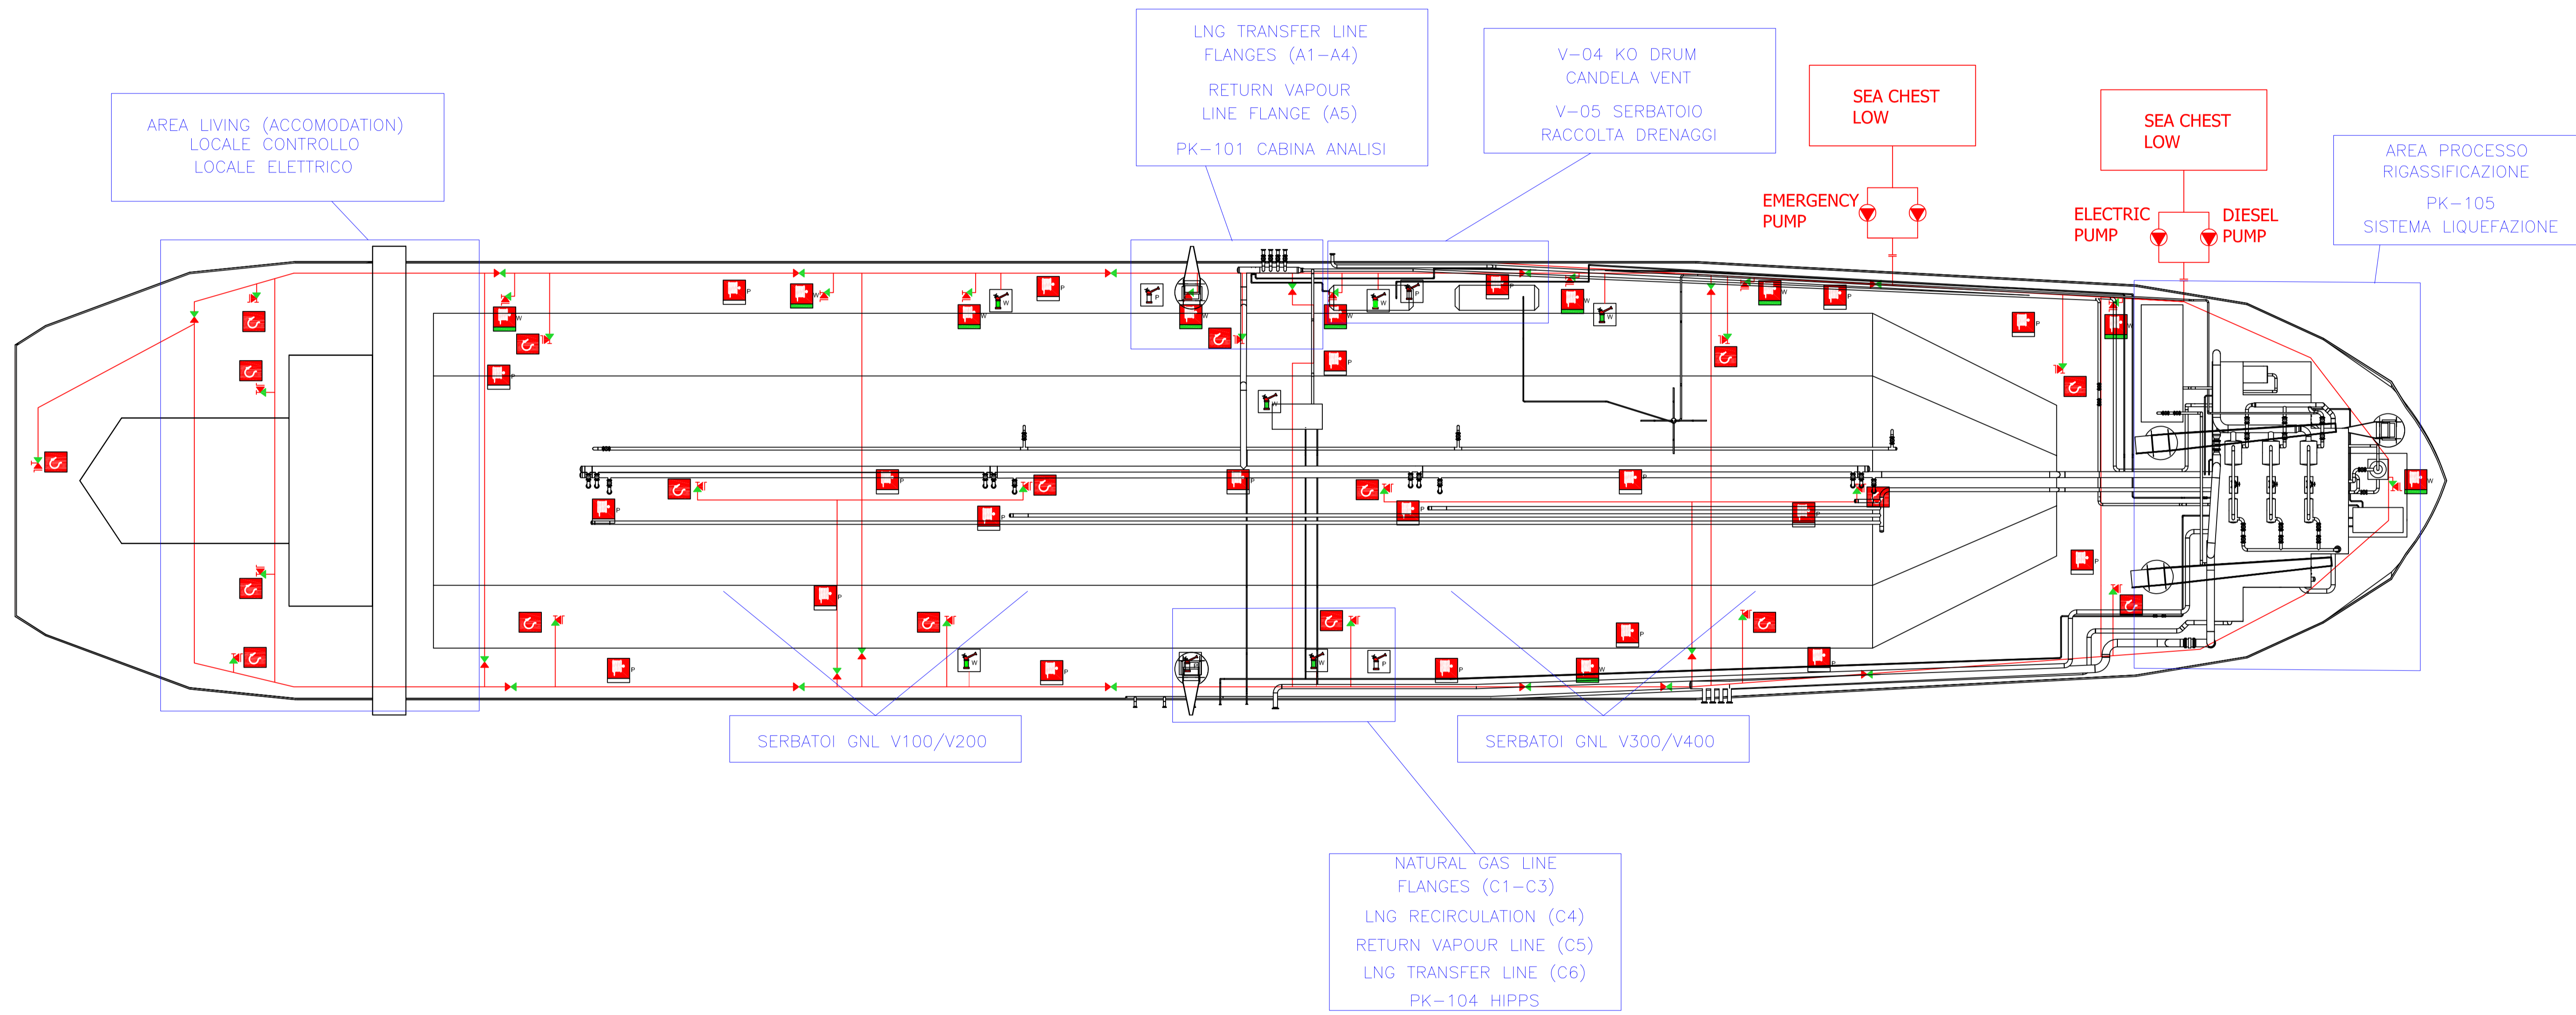 LNG TRANSFER LINE
FLANGES (A1-A4)
RETURN VAPOUR
LINE FLANGE (A5)
PK-101 CABINA ANALISI
V-04 KO DRUM
CANDELA VENT
V-05 SERBATOIO
RACCOLTA DRENAGGI
SEA CHEST
LOW
SEA CHEST
LOW
AREA LIVING (ACCOMODATION)
LOCALE CONTROLLO
LOCALE ELETTRICO
AREA PROCESSO
RIGASSIFICAZIONE
PK-105
SISTEMA LIQUEFAZIONE
EMERGENCY
PUMP
ELECTRIC
PUMP
DIESEL
PUMP
SERBATOI GNL V100/V200
SERBATOI GNL V300/V400
NATURAL GAS LINE
FLANGES (C1-C3)
LNG RECIRCULATION (C4)
RETURN VAPOUR LINE (C5)
LNG TRANSFER LINE (C6)
PK-104 HIPPS